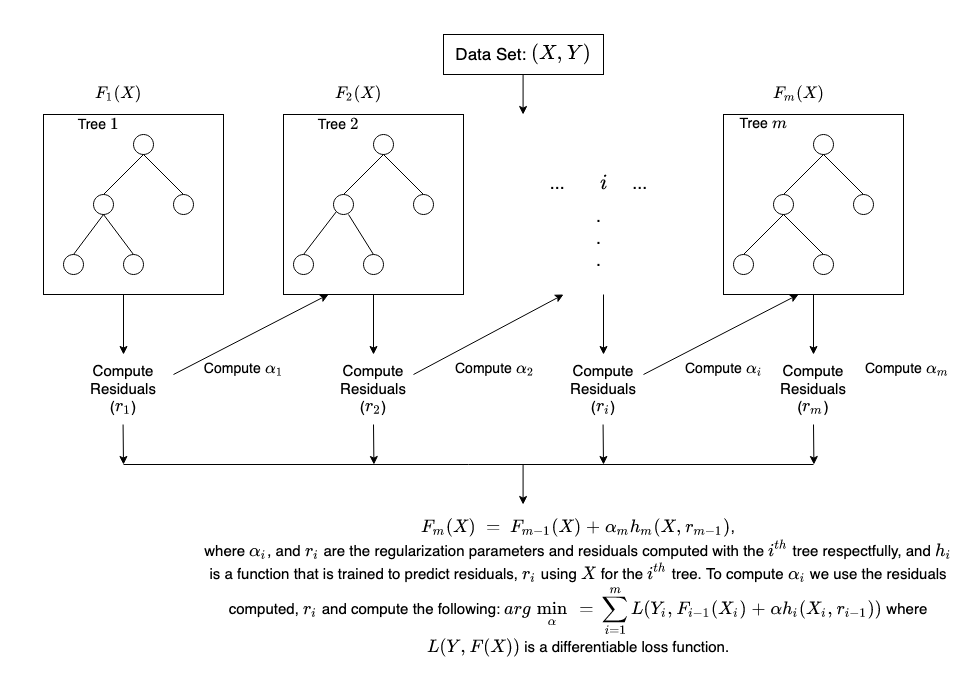 Data Set: (X, Y)
F₁(X)
F₂(X)
Fₘ(X)
Tree 1
Tree 2
Tree m
... i ...
.
.
.
Compute α₁
Compute α₂
Compute αᵢ
Compute αₘ
Compute
Residuals
(r₁)
Compute
Residuals
(r₂)
Compute
Residuals
(rᵢ)
Compute
Residuals
(rₘ)
Fₘ(X) = Fₘ₋₁(X) + αₘhₘ(X, rₘ₋₁),
where αᵢ, and rᵢ are the regularization parameters and residuals computed with the iᵗʰ tree respectfully, and hᵢ
is a function that is trained to predict residuals, rᵢ using X for the iᵗʰ tree. To compute αᵢ we use the residuals
computed, rᵢ and compute the following: arg min_α = ∑_{i=1}^{m} L(Yᵢ, Fᵢ₋₁(Xᵢ) + αhᵢ(Xᵢ, rᵢ₋₁)) where
L(Y, F(X)) is a differentiable loss function.